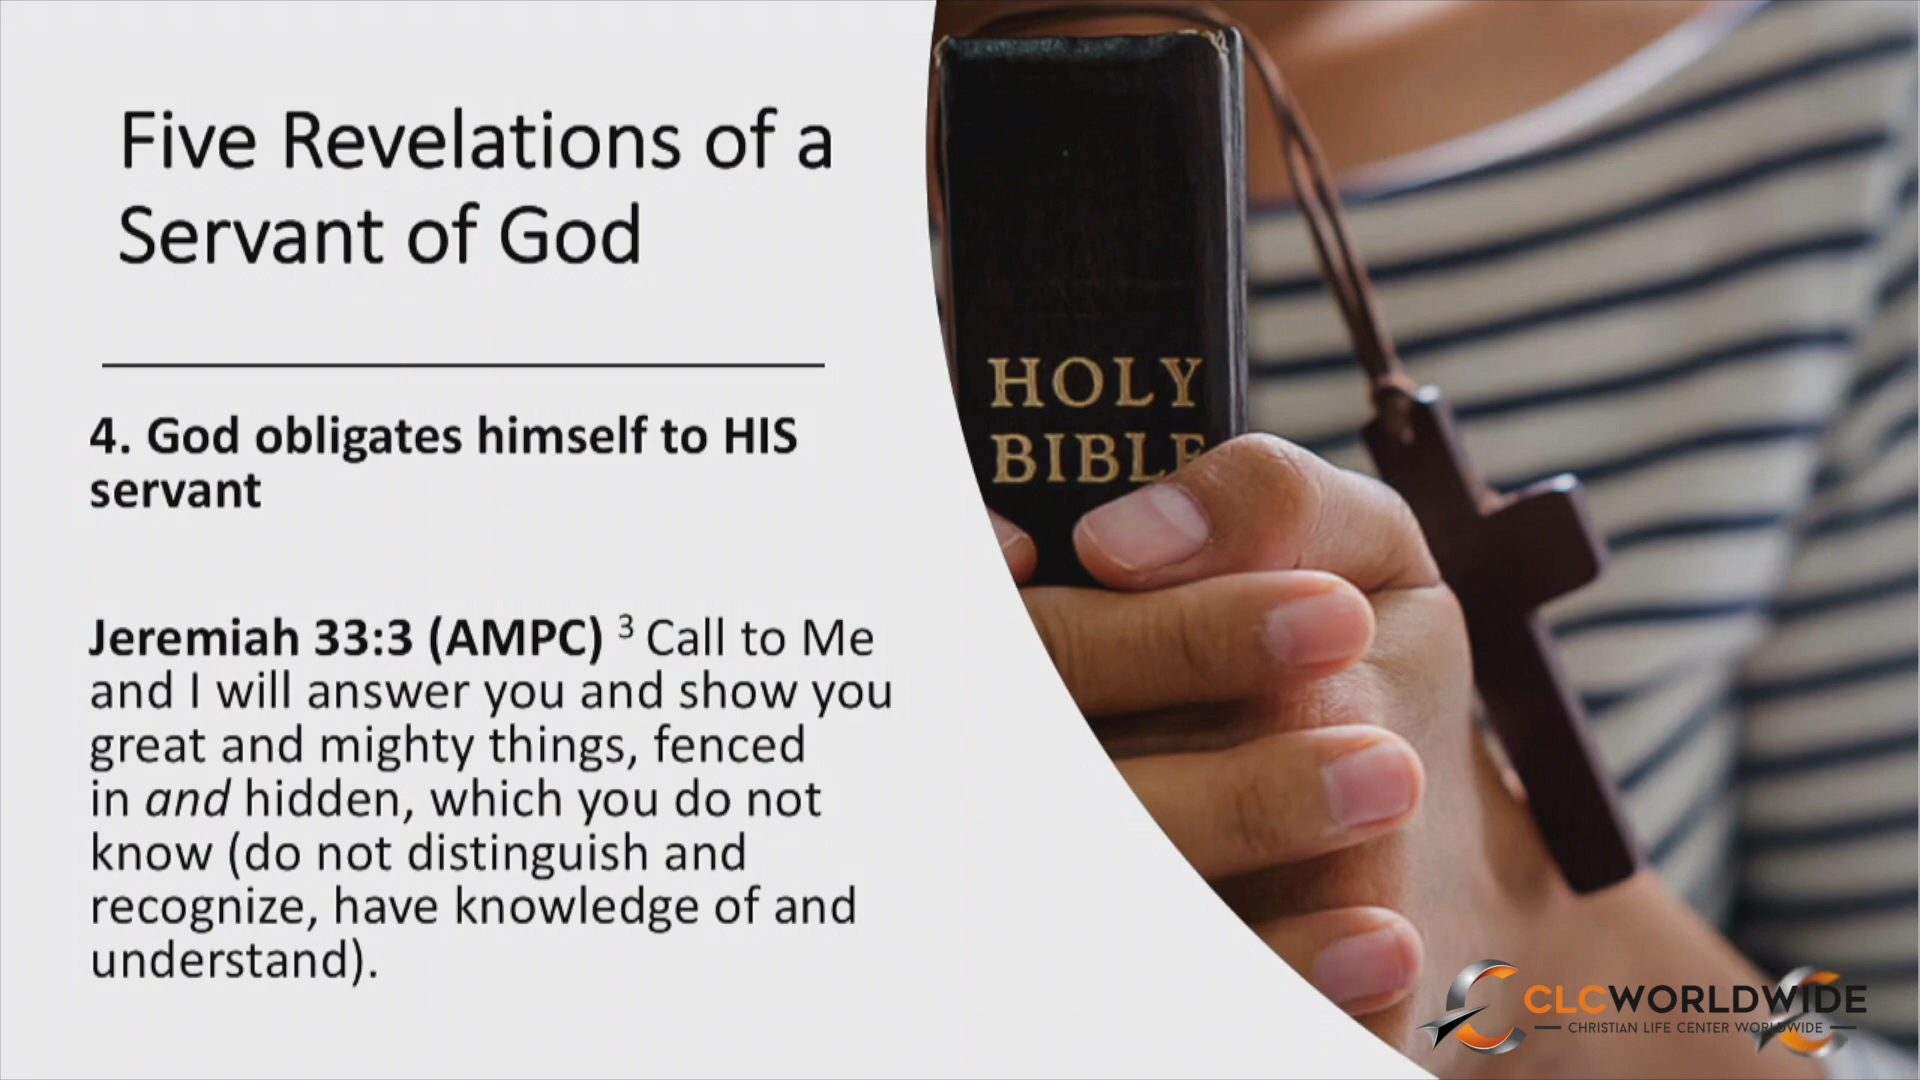 Five Revelations of a
Servant of God
4. God obligates himself to HIS
servant
Jeremiah 33:3 (AMPC) ³ Call to Me
and I will answer you and show you
great and mighty things, fenced
in and hidden, which you do not
know (do not distinguish and
recognize, have knowledge of and
understand).
HOLY
BIBLE
CLCWORLDWIDE
CHRISTIAN LIFE CENTER WORLDWIDE